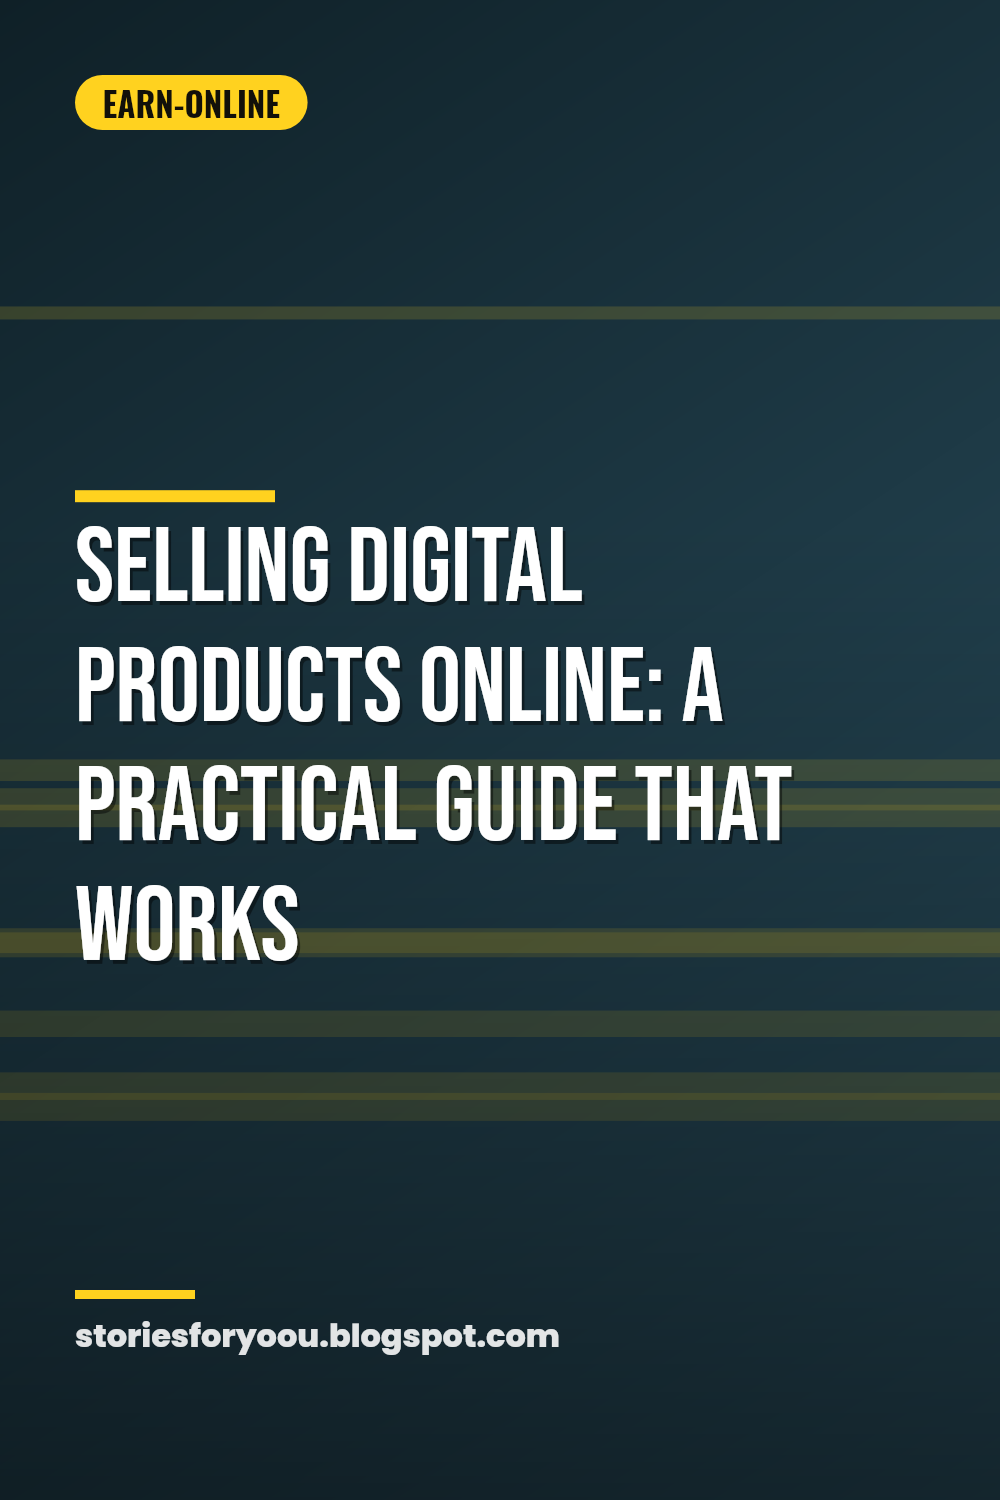 EARN-ONLINE
SELLING DIGITAL
PRODUCTS ONLINE: A
PRACTICAL GUIDE THAT
WORKS
storiesforyoou.blogspot.com